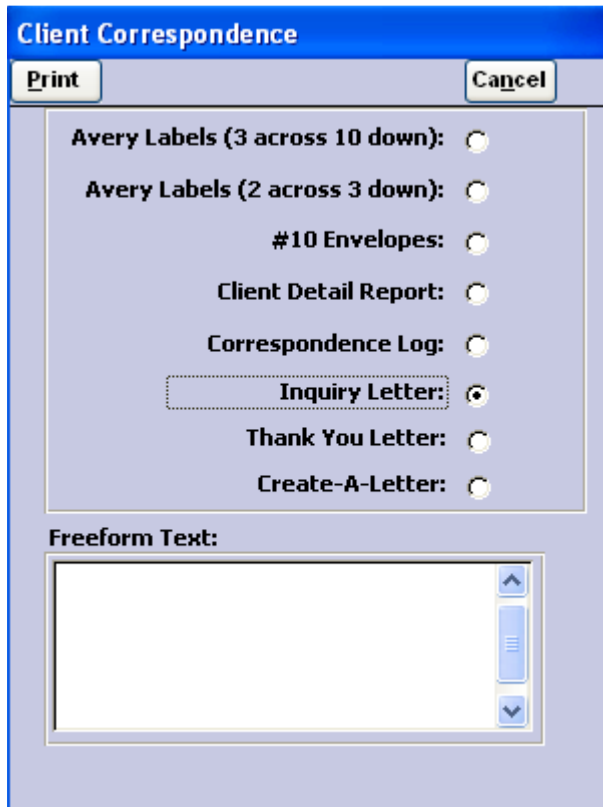 Client Correspondence
Print Cancel
Avery Labels (3 across 10 down):
Avery Labels (2 across 3 down):
#10 Envelopes:
Client Detail Report:
Correspondence Log:
Inquiry Letter:
Thank You Letter:
Create-A-Letter:
Freeform Text: